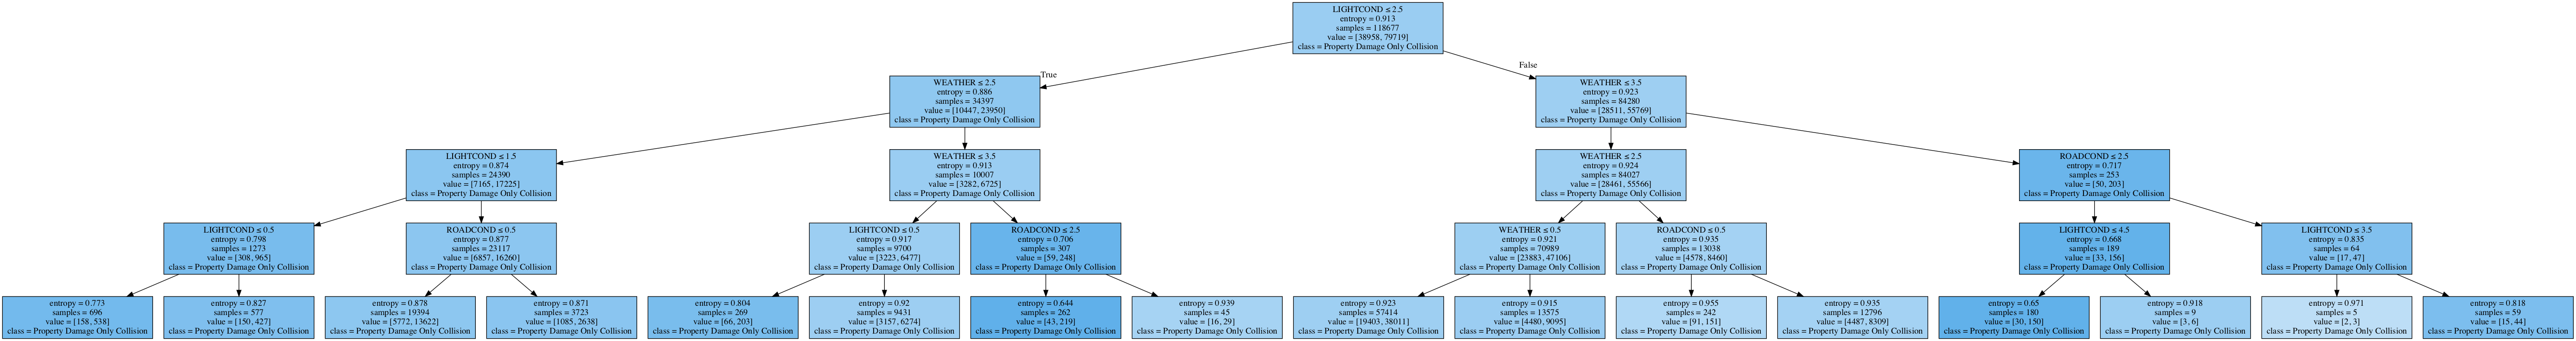 LIGHTCOND ≤ 2.5
entropy = 0.913
samples = 118677
value = [38958, 79719]
class = Property Damage Only Collision
True
False
WEATHER ≤ 2.5
entropy = 0.886
samples = 34397
value = [10447, 23950]
class = Property Damage Only Collision
WEATHER ≤ 3.5
entropy = 0.923
samples = 84280
value = [28511, 55769]
class = Property Damage Only Collision
LIGHTCOND ≤ 1.5
entropy = 0.874
samples = 24390
value = [7165, 17225]
class = Property Damage Only Collision
WEATHER ≤ 3.5
entropy = 0.913
samples = 10007
value = [3282, 6725]
class = Property Damage Only Collision
WEATHER ≤ 2.5
entropy = 0.924
samples = 84027
value = [28461, 55566]
class = Property Damage Only Collision
ROADCOND ≤ 2.5
entropy = 0.717
samples = 253
value = [50, 203]
class = Property Damage Only Collision
LIGHTCOND ≤ 0.5
entropy = 0.798
samples = 1273
value = [308, 965]
class = Property Damage Only Collision
ROADCOND ≤ 0.5
entropy = 0.877
samples = 23117
value = [6857, 16260]
class = Property Damage Only Collision
LIGHTCOND ≤ 0.5
entropy = 0.917
samples = 9700
value = [3223, 6477]
class = Property Damage Only Collision
ROADCOND ≤ 2.5
entropy = 0.706
samples = 307
value = [59, 248]
class = Property Damage Only Collision
WEATHER ≤ 0.5
entropy = 0.921
samples = 70989
value = [23883, 47106]
class = Property Damage Only Collision
ROADCOND ≤ 0.5
entropy = 0.935
samples = 13038
value = [4578, 8460]
class = Property Damage Only Collision
LIGHTCOND ≤ 4.5
entropy = 0.668
samples = 189
value = [33, 156]
class = Property Damage Only Collision
LIGHTCOND ≤ 3.5
entropy = 0.835
samples = 64
value = [17, 47]
class = Property Damage Only Collision
entropy = 0.773
samples = 696
value = [158, 538]
class = Property Damage Only Collision
entropy = 0.827
samples = 577
value = [150, 427]
class = Property Damage Only Collision
entropy = 0.878
samples = 19394
value = [5772, 13622]
class = Property Damage Only Collision
entropy = 0.871
samples = 3723
value = [1085, 2638]
class = Property Damage Only Collision
entropy = 0.804
samples = 269
value = [66, 203]
class = Property Damage Only Collision
entropy = 0.92
samples = 9431
value = [3157, 6274]
class = Property Damage Only Collision
entropy = 0.644
samples = 262
value = [43, 219]
class = Property Damage Only Collision
entropy = 0.939
samples = 45
value = [16, 29]
class = Property Damage Only Collision
entropy = 0.923
samples = 57414
value = [19403, 38011]
class = Property Damage Only Collision
entropy = 0.915
samples = 13575
value = [4480, 9095]
class = Property Damage Only Collision
entropy = 0.955
samples = 242
value = [91, 151]
class = Property Damage Only Collision
entropy = 0.935
samples = 12796
value = [4487, 8309]
class = Property Damage Only Collision
entropy = 0.65
samples = 180
value = [30, 150]
class = Property Damage Only Collision
entropy = 0.918
samples = 9
value = [3, 6]
class = Property Damage Only Collision
entropy = 0.971
samples = 5
value = [2, 3]
class = Property Damage Only Collision
entropy = 0.818
samples = 59
value = [15, 44]
class = Property Damage Only Collision